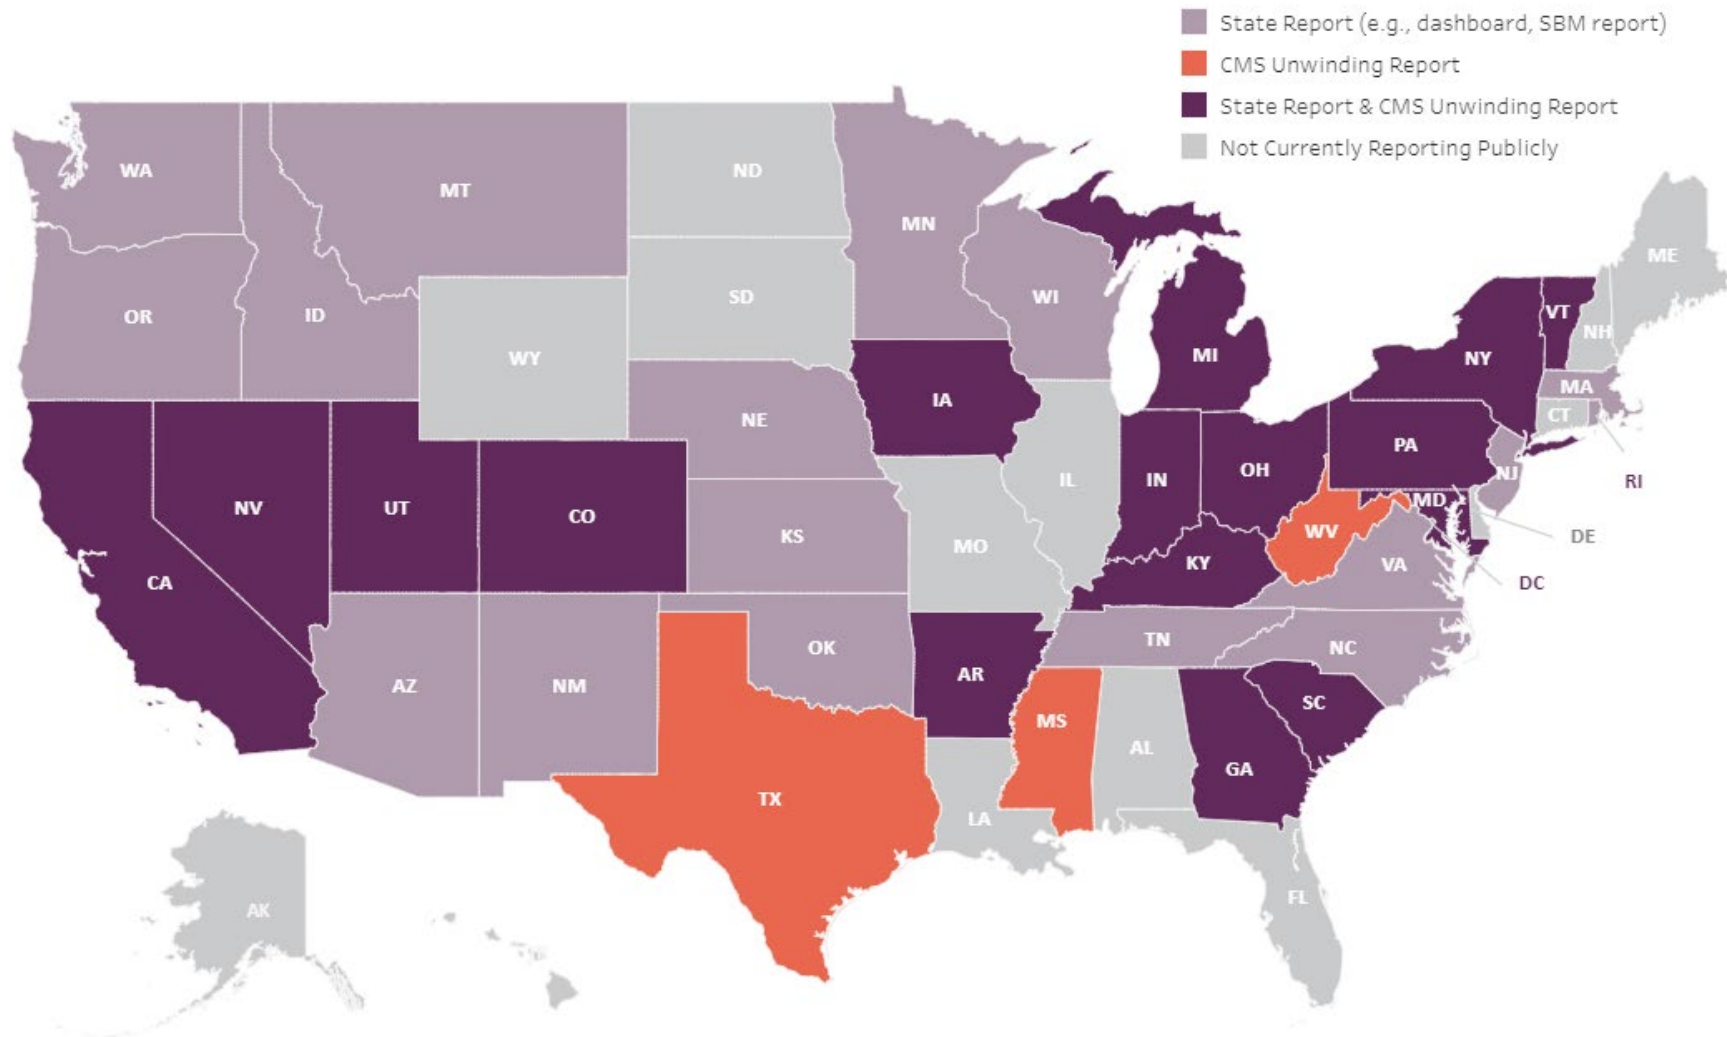 State Report (e.g., dashboard, SBM report)
CMS Unwinding Report
State Report & CMS Unwinding Report
Not Currently Reporting Publicly
WA
MT
ND
MN
ME
OR
ID
SD
WI
VT
NH
WY
MI
NY
MA
IA
NE
CT
PA
OH
IN
IL
NJ
RI
NV
UT
CO
MD
KS
MO
WV
DE
CA
KY
VA
DC
OK
TN
NC
AZ
NM
AR
SC
MS
AL
GA
TX
LA
FL
AK